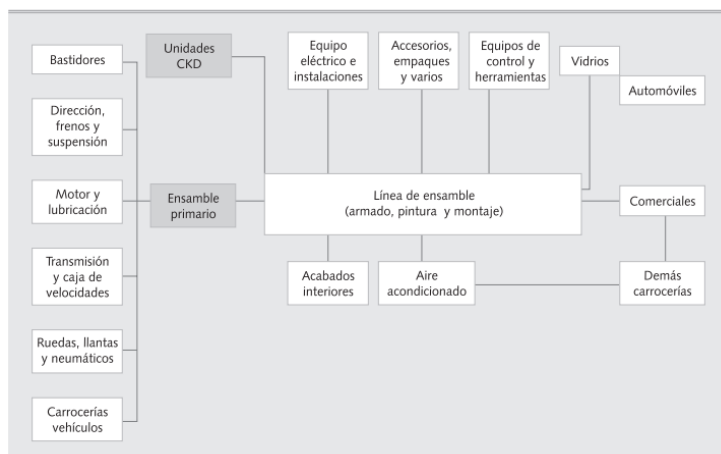 Bastidores
Dirección,
frenos y
suspensión
Motor y
lubricación
Transmisión
y caja de
velocidades
Ruedas, llantas
y neumáticos
Carrocerías
vehículos
Unidades
CKD
Ensamble
primario
Equipo
eléctrico e
instalaciones
Accesorios,
empaques
y varios
Equipos de
control y
herramientas
Vidrios
Automóviles
Línea de ensamble
(armado, pintura y montaje)
Comerciales
Acabados
interiores
Aire
acondicionado
Demás
carrocerías